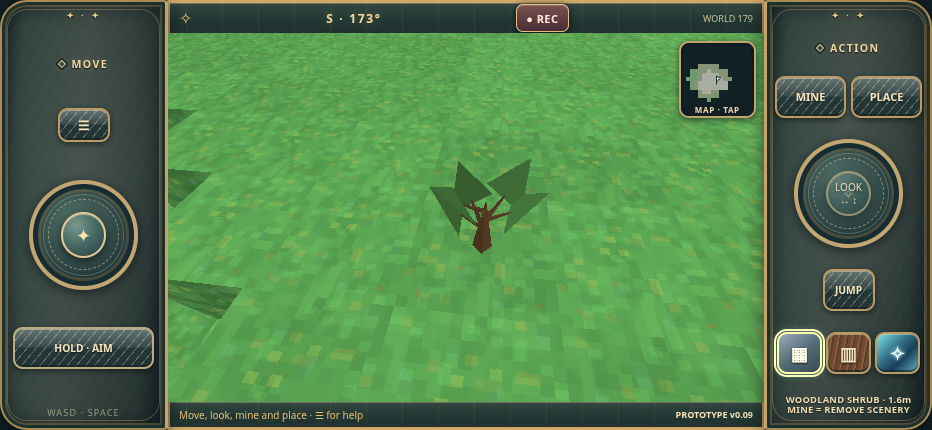 MOVE
HOLD · AIM
WASD · SPACE
S · 173°
● REC
WORLD 179
MAP · TAP
Move, look, mine and place · ☰ for help
PROTOTYPE v0.09
ACTION
MINE
PLACE
LOOK
JUMP
WOODLAND SHRUB · 1.6m
MINE = REMOVE SCENERY